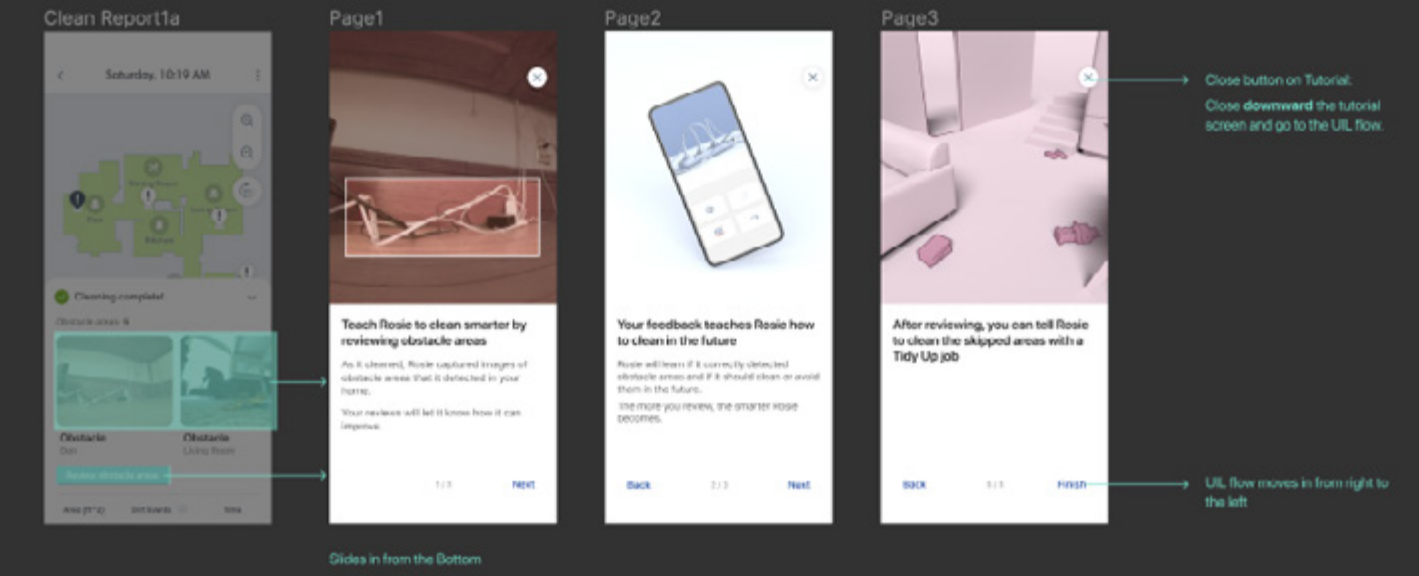 Clean Report1a
Page1
Page2
Page3
Saturday, 10:19 AM
Cleaning complete!
Obstacle areas: 6
Obstacle
Den
Obstacle
Living Room
Review obstacle areas
Area (ft^2)
Dirt Events
Time
Teach Rosie to clean smarter by
reviewing obstacle areas
As it cleaned, Rosie captured images of
obstacle areas that it detected in your
home.
Your reviews will let it know how it can
improve.
1/3
Next
Slides in from the Bottom
Your feedback teaches Rosie how
to clean in the future
Rosie will learn if it correctly detected
obstacle areas and if it should clean or avoid
them in the future.
The more you review, the smarter Rosie
becomes.
Back
2/3
Next
After reviewing, you can tell Rosie
to clean the skipped areas with a
Tidy Up job
Back
3/3
Finish
Close button on Tutorial:
Close downward the tutorial
screen and go to the UIL flow.
UIL flow moves in from right to
the left